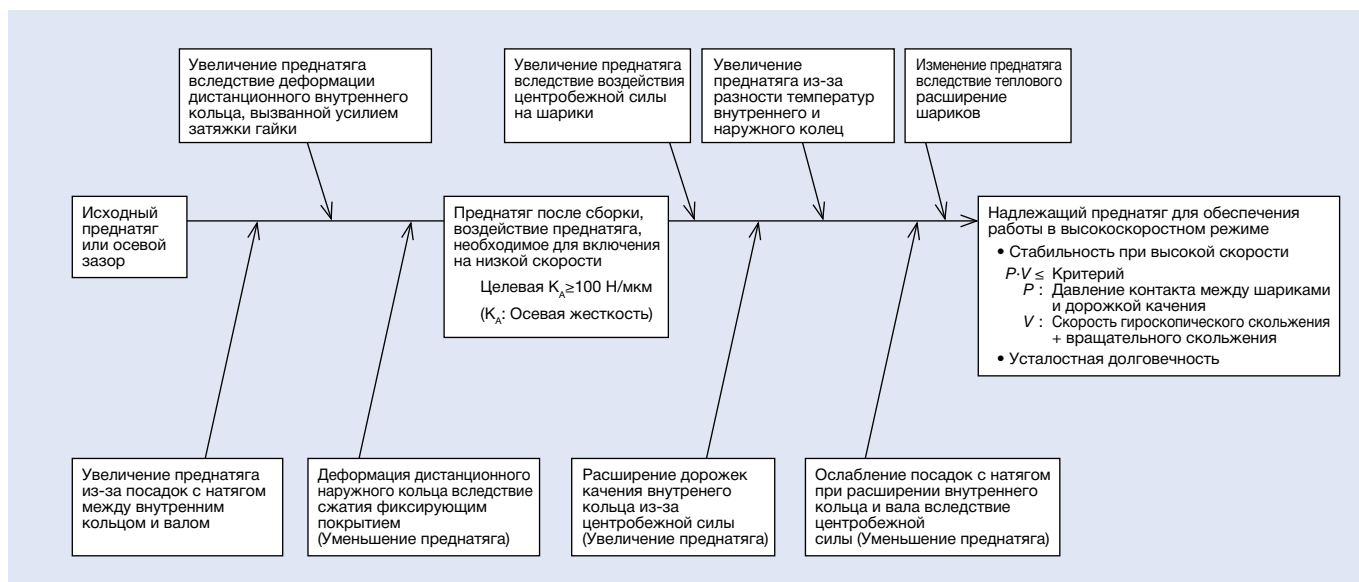 Увеличение преднатяга
вследствие деформации
дистанционного внутреннего
кольца, вызванной усилием
затяжки гайки
Увеличение преднатяга
вследствие воздействия
центробежной силы
на шарики
Увеличение
преднатяга из-за
разности температур
внутреннего и
наружного колец
Изменение преднатяга
вследствие теплового
расширение
шариков
Исходный
преднатяг
или осевой
зазор
Преднатяг после сборки,
воздействие преднатяга,
необходимое для включения
на низкой скорости
Целевая K_A≥100 Н/мкм
(K_A: Осевая жесткость)
Надлежащий преднатяг для обеспечения
работы в высокоскоростном режиме
• Стабильность при высокой скорости
P·V ≤ Критерий
P : Давление контакта между шариками
и дорожкой качения
V : Скорость гироскопического скольжения
+ вращательного скольжения
• Усталостная долговечность
Увеличение преднатяга
из-за посадок с натягом
между внутренним
кольцом и валом
Деформация дистанционного
наружного кольца вследствие
сжатия фиксирующим
покрытием
(Уменьшение преднатяга)
Расширение дорожек
качения внутренего
кольца из-за
центробежной силы
(Увеличение преднатяга)
Ослабление посадок с натягом
при расширении внутреннего
кольца и вала вследствие
центробежной
силы (Уменьшение преднатяга)